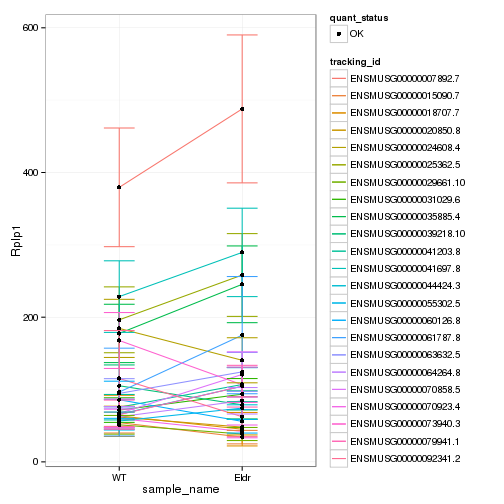 600
400
200
0
Rplp1
WT
Eldr
sample_name
quant_status
OK
tracking_id
ENSMUSG00000007892.7
ENSMUSG00000015090.7
ENSMUSG00000018707.7
ENSMUSG00000020850.8
ENSMUSG00000024608.4
ENSMUSG00000025362.5
ENSMUSG00000029661.10
ENSMUSG00000031029.6
ENSMUSG00000035885.4
ENSMUSG00000039218.10
ENSMUSG00000041203.8
ENSMUSG00000041697.8
ENSMUSG00000044424.3
ENSMUSG00000055302.5
ENSMUSG00000060126.8
ENSMUSG00000061787.8
ENSMUSG00000063632.5
ENSMUSG00000064264.8
ENSMUSG00000070858.5
ENSMUSG00000070923.4
ENSMUSG00000073940.3
ENSMUSG00000079941.1
ENSMUSG00000092341.2